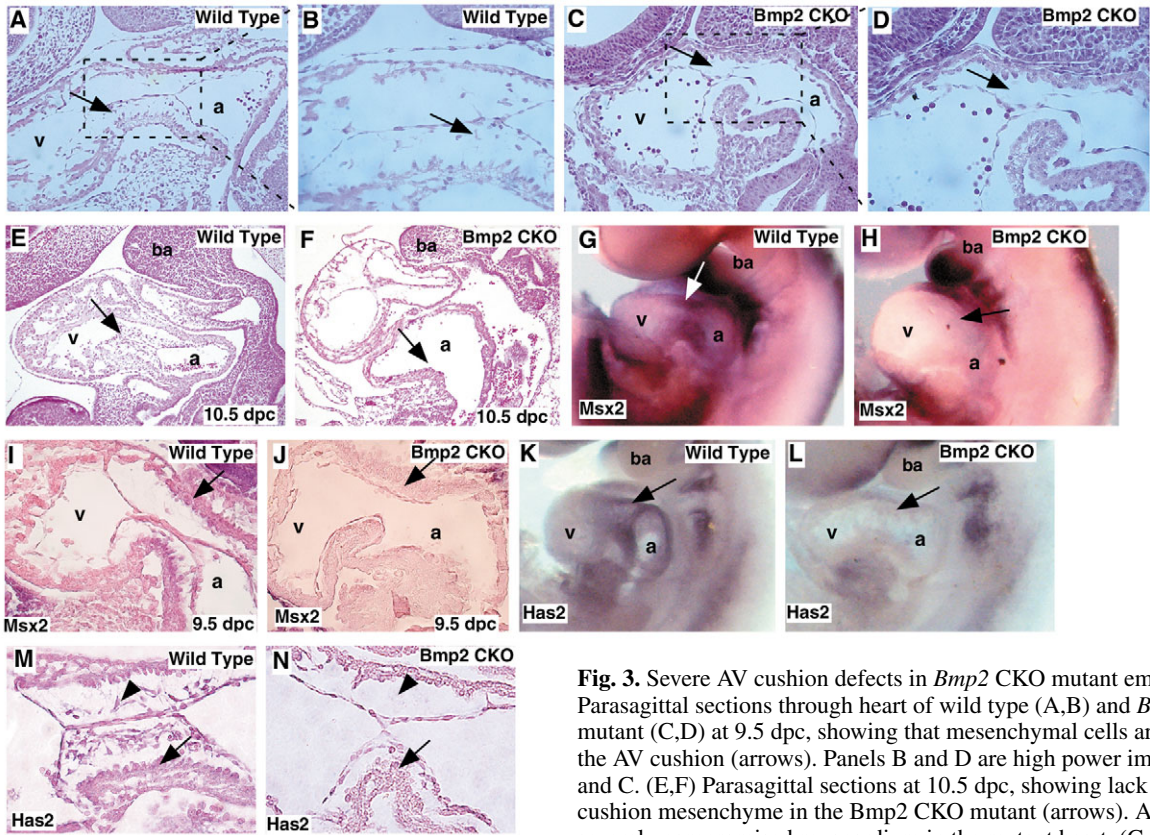 A Wild Type
v
a
B Wild Type
C Bmp2 CKO
v
a
D Bmp2 CKO
E Wild Type
ba
v
a
10.5 dpc
F Bmp2 CKO
ba
a
v
10.5 dpc
G Wild Type
ba
v
a
Msx2
H Bmp2 CKO
ba
v
a
Msx2
I Wild Type
v
a
Msx2 9.5 dpc
J Bmp2 CKO
v
a
Msx2 9.5 dpc
K Wild Type
ba
v
a
Has2
L Bmp2 CKO
ba
v
a
Has2
M Wild Type
Has2
N Bmp2 CKO
Has2
Fig. 3. Severe AV cushion defects in Bmp2 CKO mutant em
Parasagittal sections through heart of wild type (A,B) and B
mutant (C,D) at 9.5 dpc, showing that mesenchymal cells a
the AV cushion (arrows). Panels B and D are high power im
and C. (E,F) Parasagittal sections at 10.5 dpc, showing lack
cushion mesenchyme in the Bmp2 CKO mutant (arrows). A